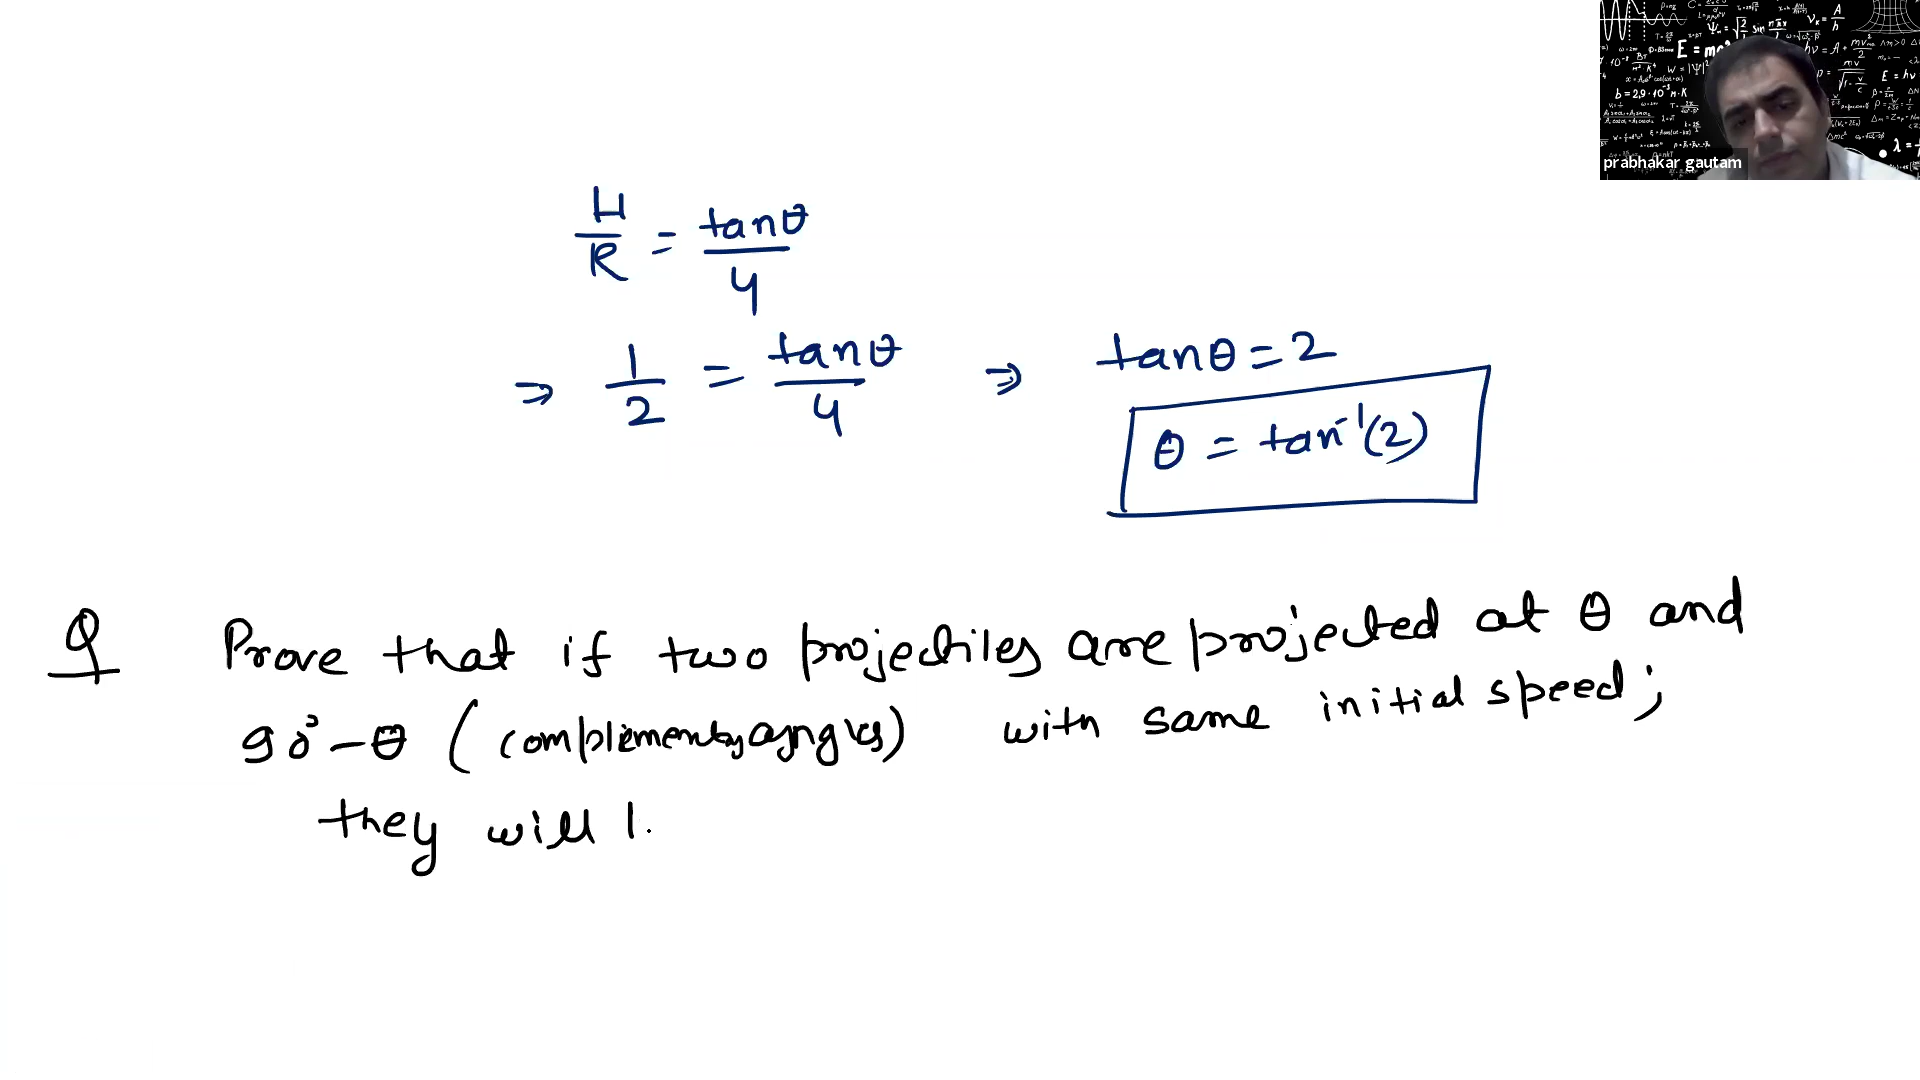 H/R = tanθ/4
⇒ 1/2 = tanθ/4 ⇒ tanθ = 2
θ = tan⁻¹(2)
Q Prove that if two projectiles are projected at θ and
90° - θ (complementary angles) with same initial speed;
they will l.
prabhakar gautam